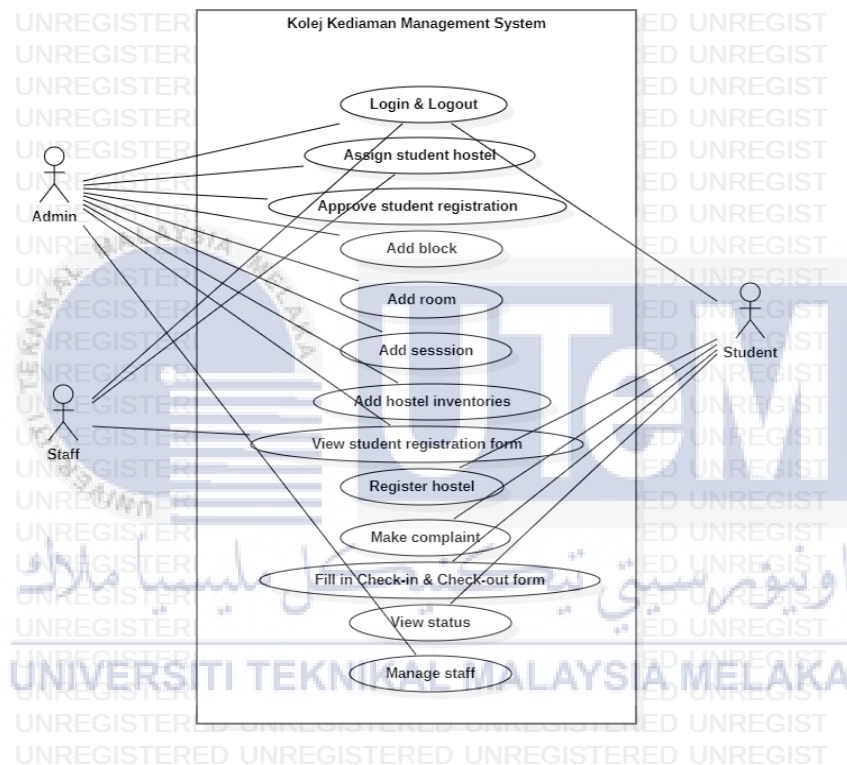 Kolej Kediaman Management System
Login & Logout
Assign student hostel
Admin
Approve student registration
Add block
Add room
Add sesssion
Student
Add hostel inventories
Staff
View student registration form
Register hostel
Make complaint
Fill in Check-in & Check-out form
View status
Manage staff
UTeM
UNIVERSITI TEKNIKAL MALAYSIA MELAKA
UNREGISTERED UNREGISTERED UNREGIST